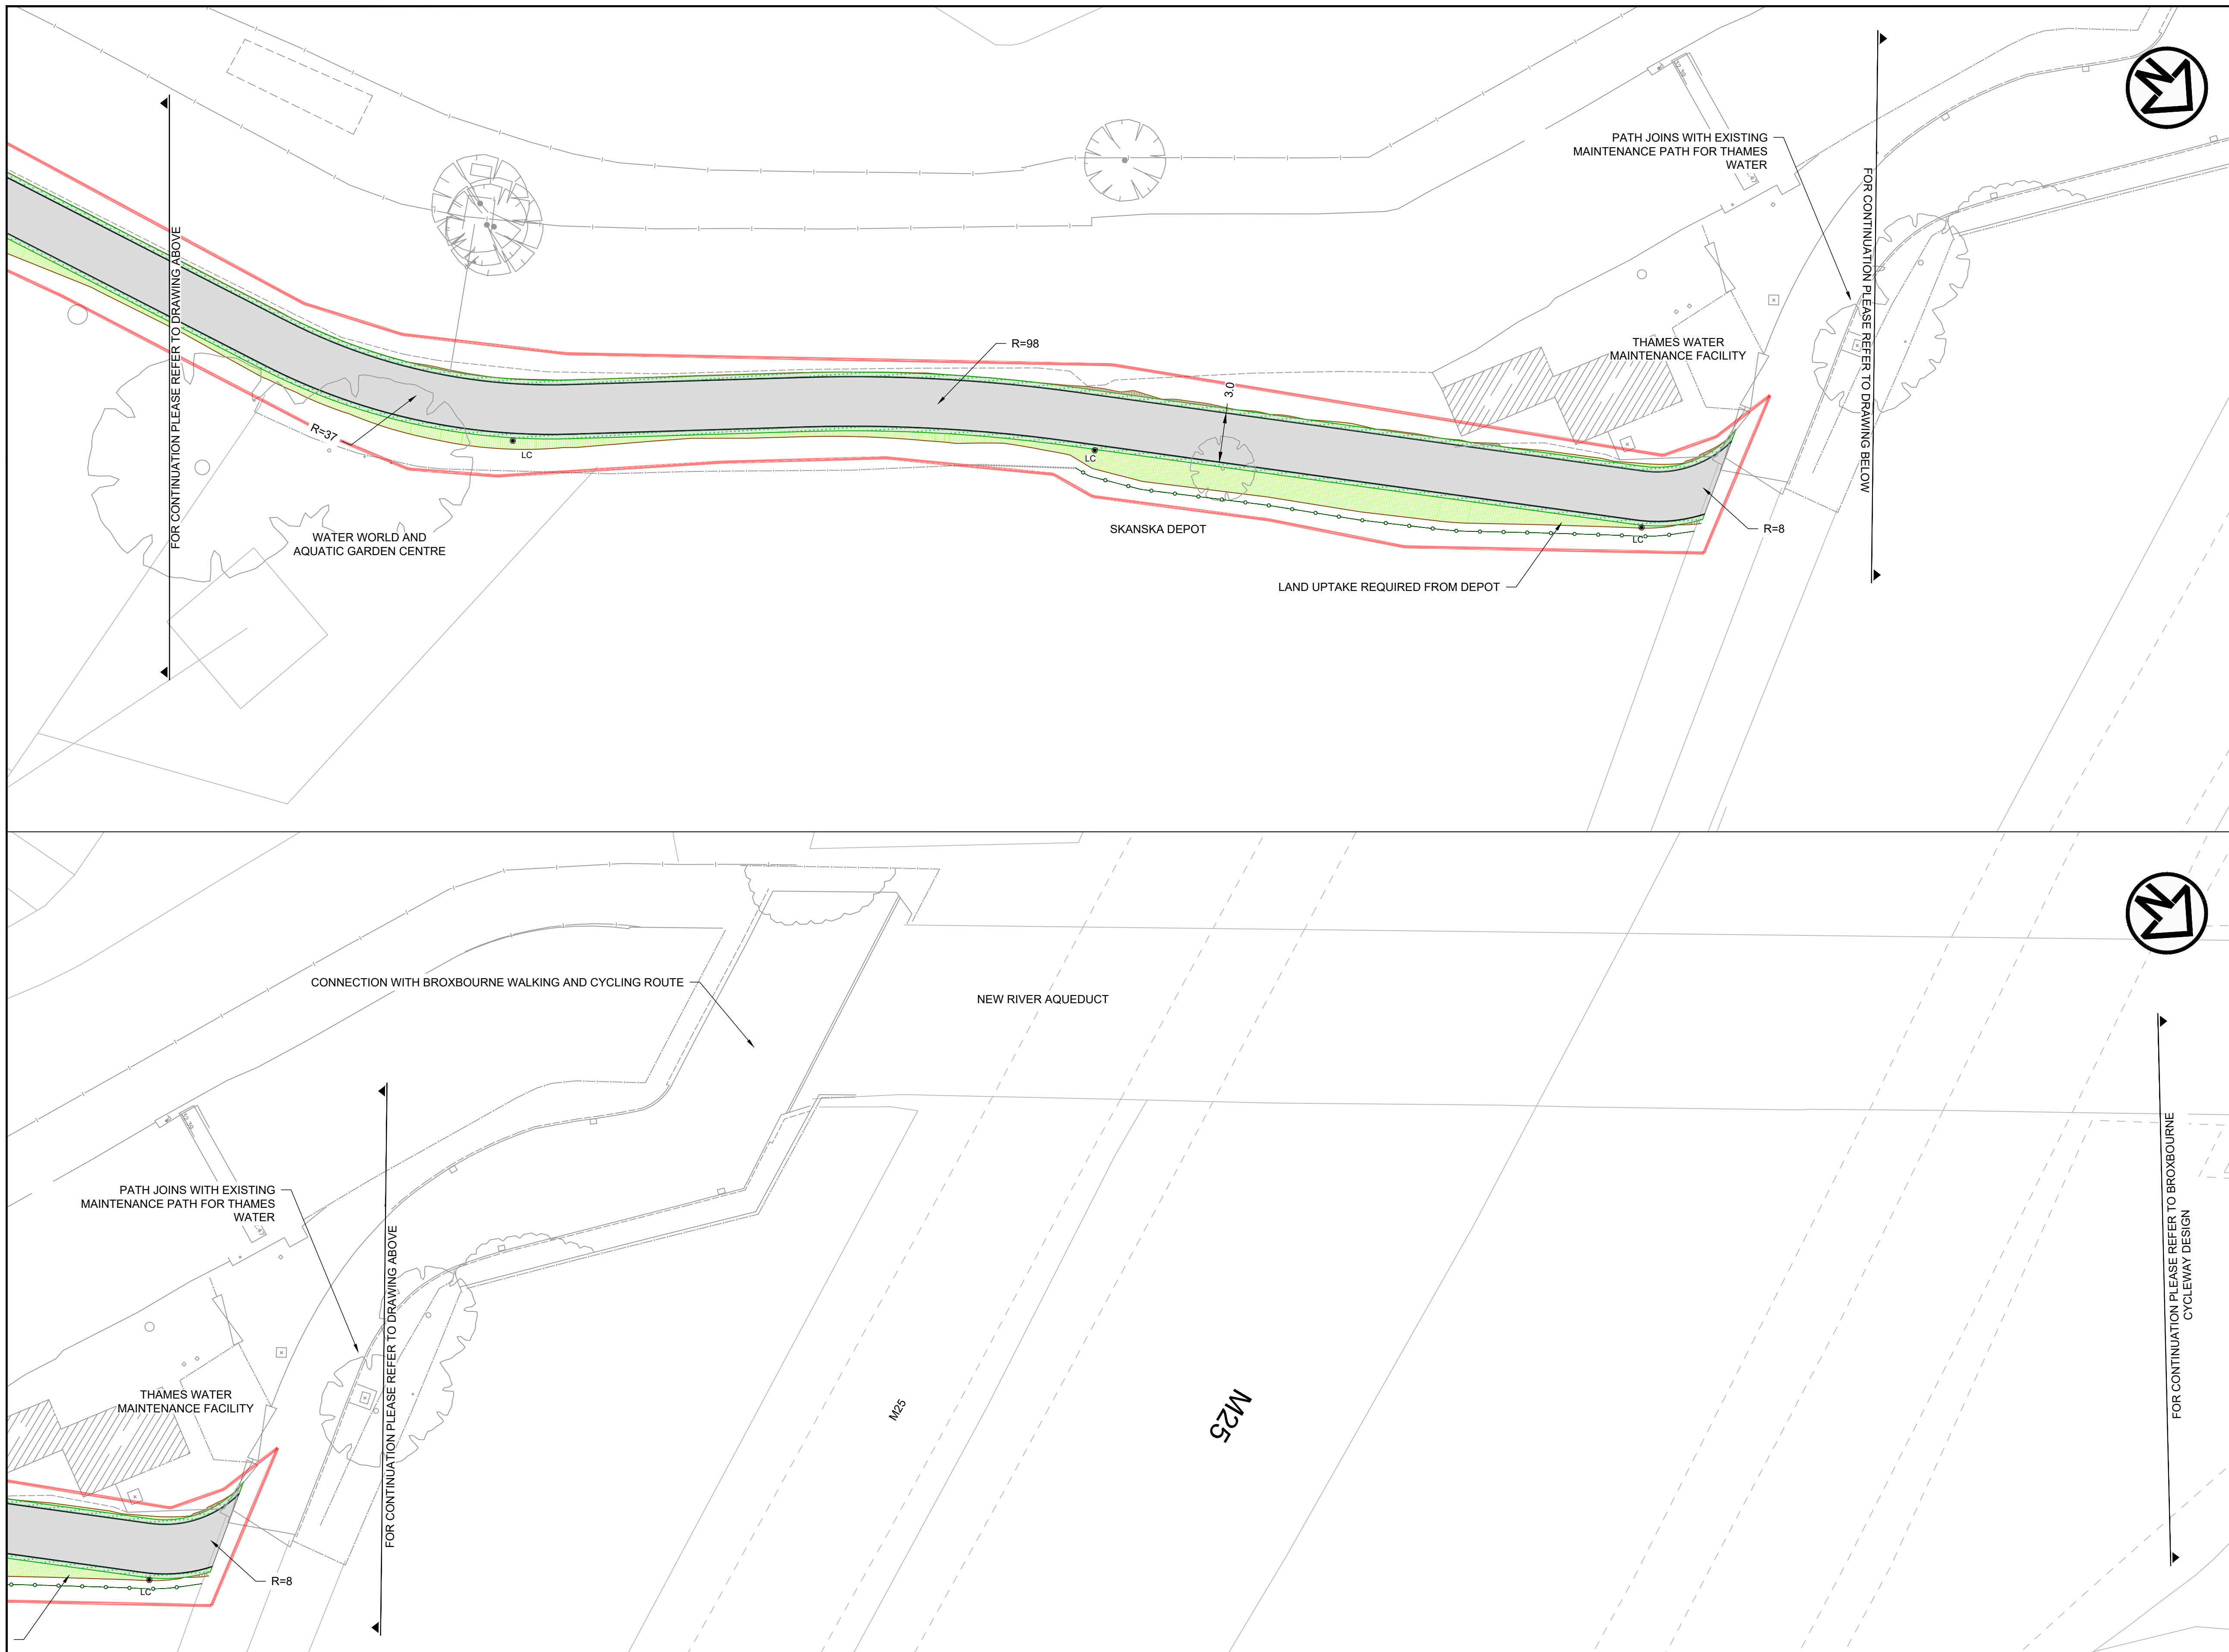 FOR CONTINUATION PLEASE REFER TO DRAWING ABOVE
N
PATH JOINS WITH EXISTING
MAINTENANCE PATH FOR THAMES
WATER
FOR CONTINUATION PLEASE REFER TO DRAWING BELOW
THAMES WATER
MAINTENANCE FACILITY
R=98
3.0
R=37
LC
LC
LC
WATER WORLD AND
AQUATIC GARDEN CENTRE
SKANSKA DEPOT
R=8
LAND UPTAKE REQUIRED FROM DEPOT
N
CONNECTION WITH BROXBOURNE WALKING AND CYCLING ROUTE
NEW RIVER AQUEDUCT
PATH JOINS WITH EXISTING
MAINTENANCE PATH FOR THAMES
WATER
FOR CONTINUATION PLEASE REFER TO DRAWING ABOVE
THAMES WATER
MAINTENANCE FACILITY
M25
M25
FOR CONTINUATION PLEASE REFER TO BROXBOURNE
CYCLEWAY DESIGN
R=8
LC